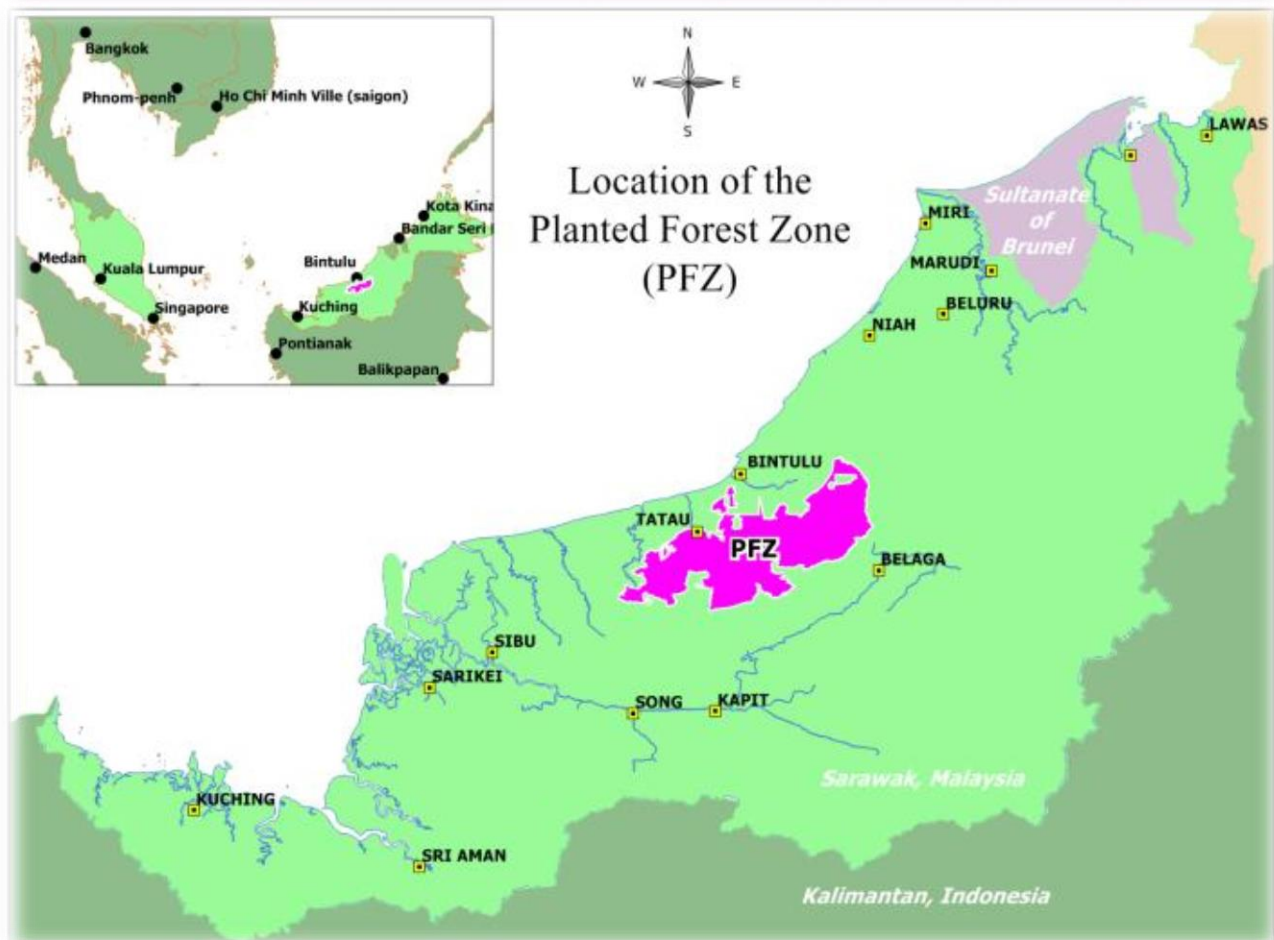 Bangkok
Phnom-penh
Ho Chi Minh Ville (saigon)
Kota Kina
Bandar Seri
Medan
Kuala Lumpur
Bintulu
Singapore
Kuching
Pontianak
Balikpapan
N
W E
S
Location of the
Planted Forest Zone
(PFZ)
LAWAS
Sultanate
of
Brunei
MIRI
MARUDI
BELURU
NIAH
BINTULU
TATAU
PFZ
BELAGA
SIBU
SARIKEI
SONG
KAPIT
Sarawak, Malaysia
KUCHING
SRI AMAN
Kalimantan, Indonesia